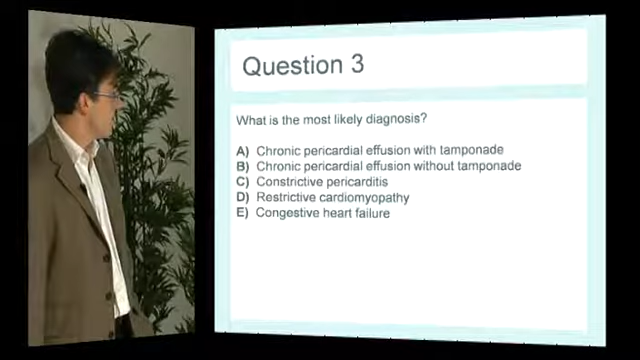 Question 3
What is the most likely diagnosis?
A) Chronic pericardial effusion with tamponade
B) Chronic pericardial effusion without tamponade
C) Constrictive pericarditis
D) Restrictive cardiomyopathy
E) Congestive heart failure